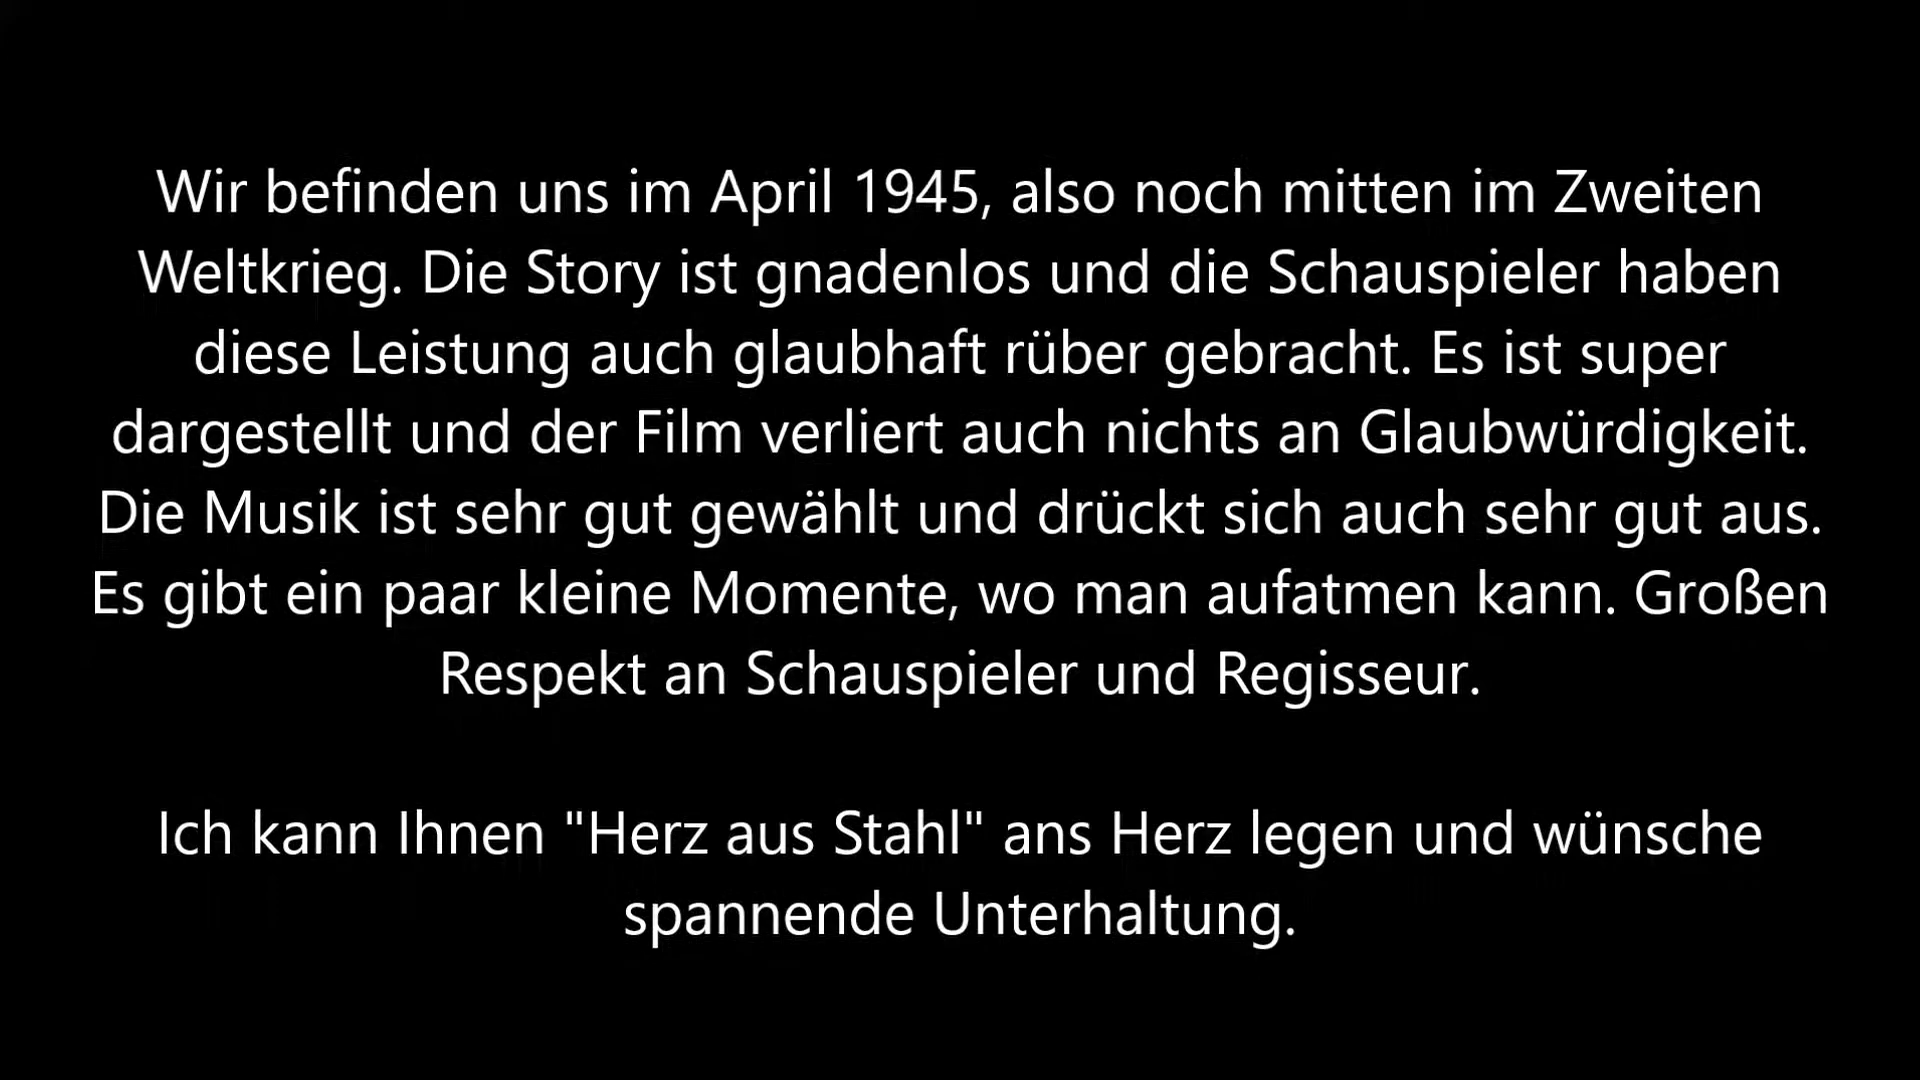 Wir befinden uns im April 1945, also noch mitten im Zweiten
Weltkrieg. Die Story ist gnadenlos und die Schauspieler haben
diese Leistung auch glaubhaft rüber gebracht. Es ist super
dargestellt und der Film verliert auch nichts an Glaubwürdigkeit.
Die Musik ist sehr gut gewählt und drückt sich auch sehr gut aus.
Es gibt ein paar kleine Momente, wo man aufatmen kann. Großen
Respekt an Schauspieler und Regisseur.
Ich kann Ihnen "Herz aus Stahl" ans Herz legen und wünsche
spannende Unterhaltung.